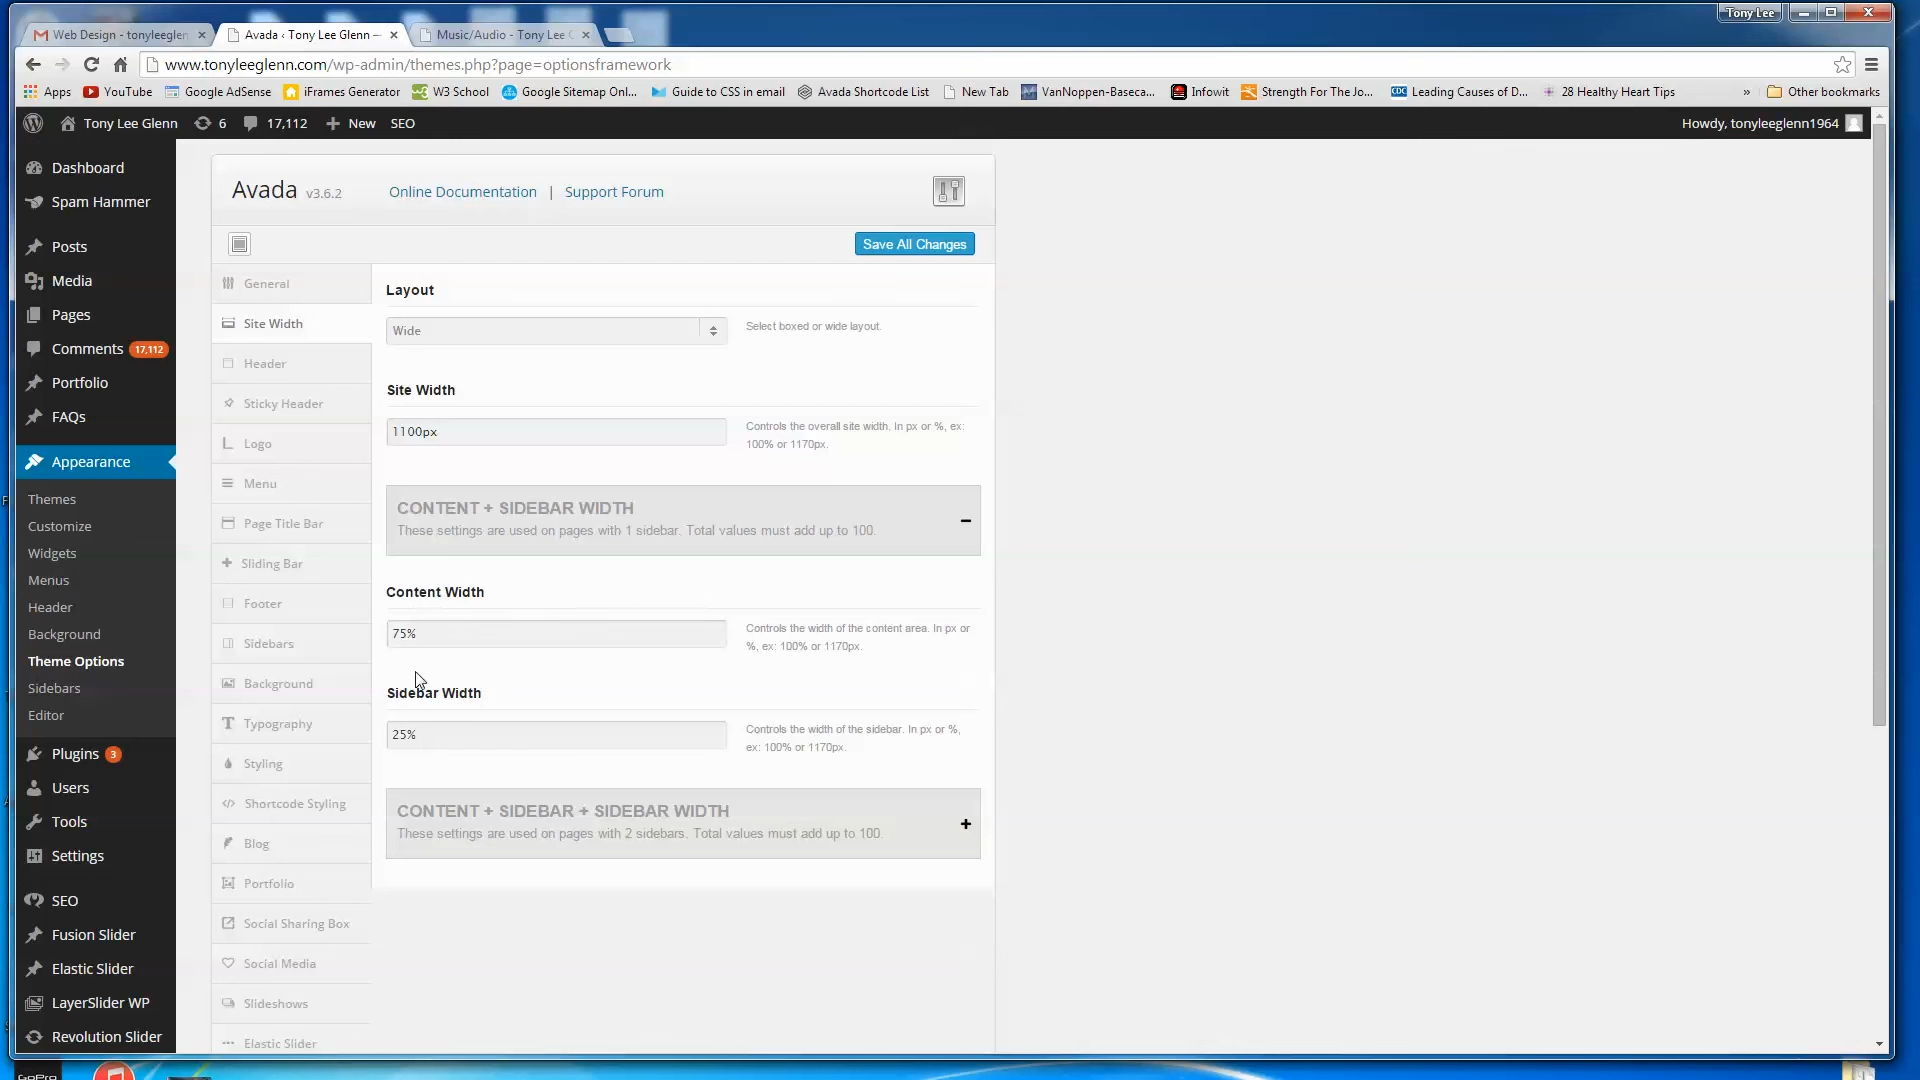 Tony Lee
Web Design - tonyleeglen
Avada ‹ Tony Lee Glenn —
Music/Audio - Tony Lee G
www.tonyleeglenn.com/wp-admin/themes.php?page=optionsframework
Apps
YouTube
Google AdSense
iFrames Generator
W3 School
Google Sitemap Onl...
Guide to CSS in email
Avada Shortcode List
New Tab
VanNoppen-Baseca...
Infowit
Strength For The Jo...
CDC
Leading Causes of D...
28 Healthy Heart Tips
»
Other bookmarks
Tony Lee Glenn
6
17,112
New
SEO
Howdy, tonyleeglenn1964
Dashboard
Spam Hammer
Posts
Media
Pages
Comments 17,112
Portfolio
FAQs
Appearance
Themes
Customize
Widgets
Menus
Header
Background
Theme Options
Sidebars
Editor
Plugins 3
Users
Tools
Settings
SEO
Fusion Slider
Elastic Slider
LayerSlider WP
Revolution Slider
Avada v3.6.2
Online Documentation | Support Forum
Save All Changes
General
Site Width
Header
Sticky Header
Logo
Menu
Page Title Bar
Sliding Bar
Footer
Sidebars
Background
Typography
Styling
Shortcode Styling
Blog
Portfolio
Social Sharing Box
Social Media
Slideshows
Elastic Slider
Layout
Wide
Select boxed or wide layout.
Site Width
1100px
Controls the overall site width. In px or %, ex:
100% or 1170px.
CONTENT + SIDEBAR WIDTH
These settings are used on pages with 1 sidebar. Total values must add up to 100.
Content Width
75%
Controls the width of the content area. In px or
%, ex: 100% or 1170px.
Sidebar Width
25%
Controls the width of the sidebar. In px or %,
ex: 100% or 1170px.
CONTENT + SIDEBAR + SIDEBAR WIDTH
These settings are used on pages with 2 sidebars. Total values must add up to 100.
GoPro